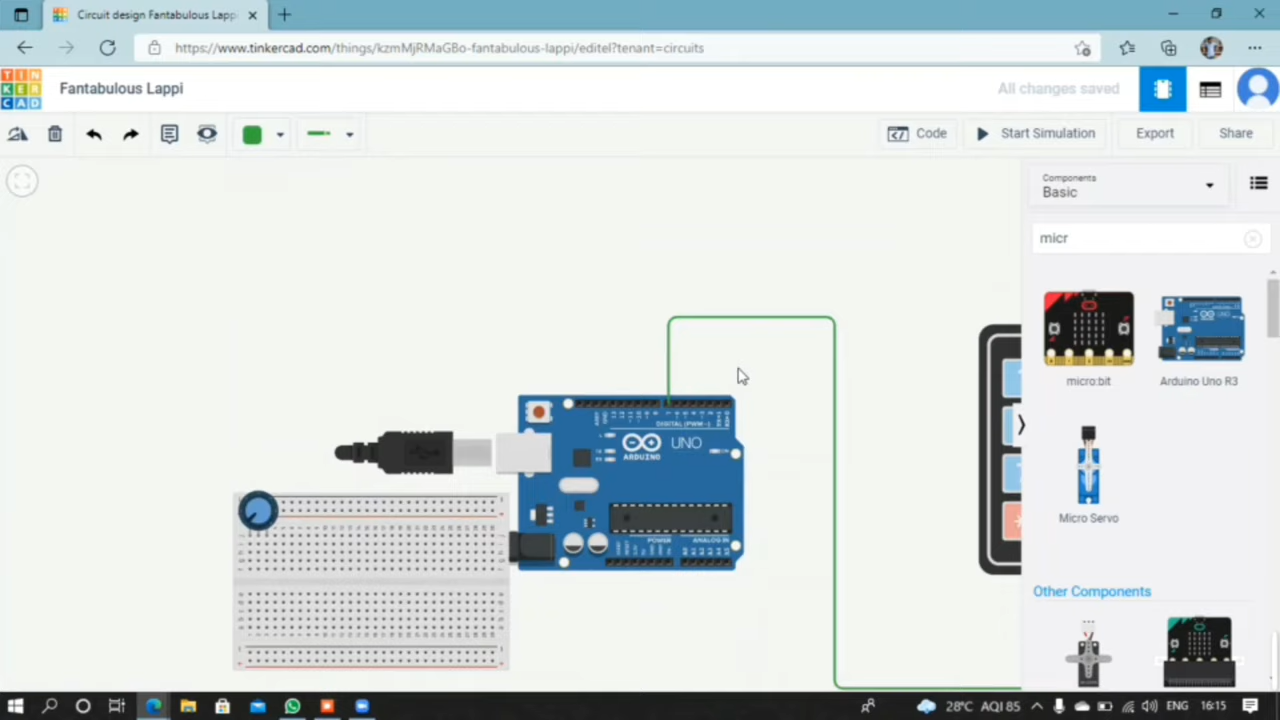 Circuit design Fantabulous Lapp
https://www.tinkercad.com/things/kzmMjRMaGBo-fantabulous-lappi/editel?tenant=circuits
TIN
KER
CAD
Fantabulous Lappi
All changes saved
Code
Start Simulation
Export
Share
Components
Basic
micr
micro:bit
Arduino Uno R3
DIGITAL (PWM~)
UNO
ARDUINO
POWER
ANALOG IN
Micro Servo
Other Components
28°C AQI 85
ENG
16:15